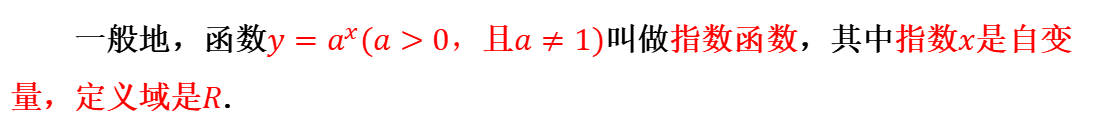 一般地，函数y = aˣ(a > 0，且a ≠ 1)叫做指数函数，其中指数x是自变
量，定义域是R．